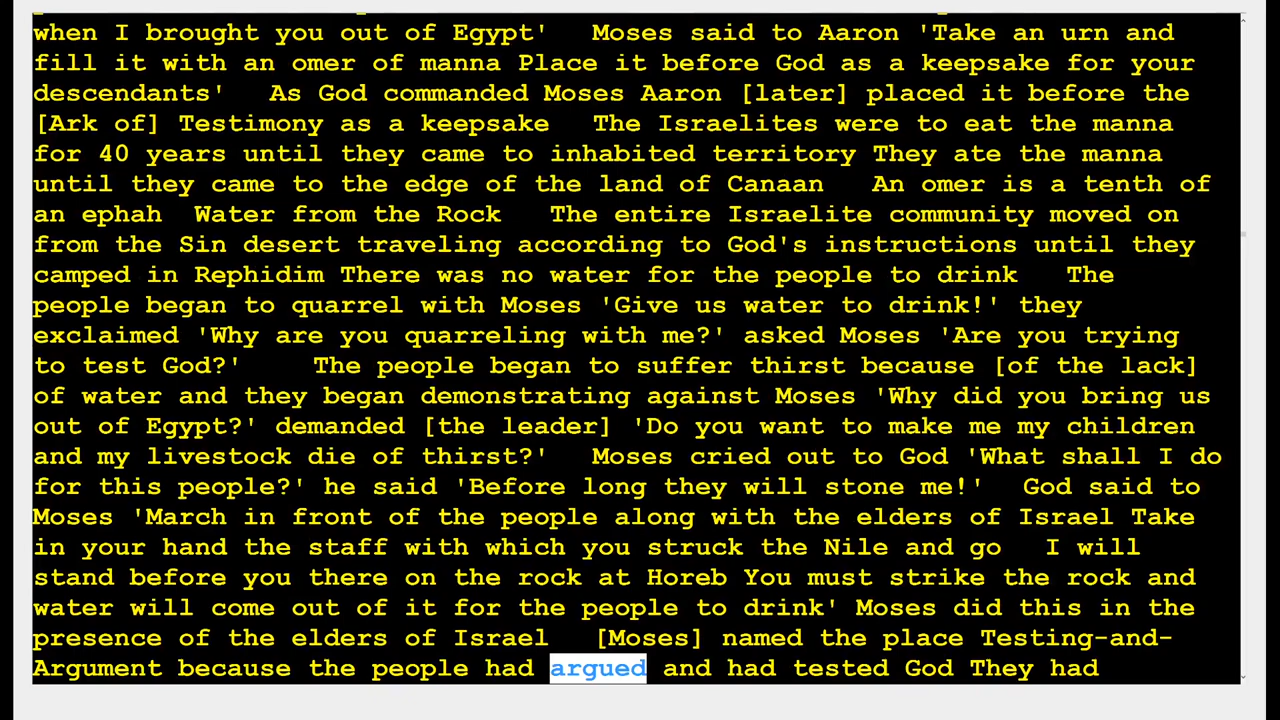 when I brought you out of Egypt'   Moses said to Aaron 'Take an urn and
fill it with an omer of manna Place it before God as a keepsake for your
descendants'   As God commanded Moses Aaron [later] placed it before the
[Ark of] Testimony as a keepsake   The Israelites were to eat the manna
for 40 years until they came to inhabited territory They ate the manna
until they came to the edge of the land of Canaan   An omer is a tenth of
an ephah  Water from the Rock   The entire Israelite community moved on
from the Sin desert traveling according to God's instructions until they
camped in Rephidim There was no water for the people to drink   The
people began to quarrel with Moses 'Give us water to drink!' they
exclaimed 'Why are you quarreling with me?' asked Moses 'Are you trying
to test God?'     The people began to suffer thirst because [of the lack]
of water and they began demonstrating against Moses 'Why did you bring us
out of Egypt?' demanded [the leader] 'Do you want to make me my children
and my livestock die of thirst?'   Moses cried out to God 'What shall I do
for this people?' he said 'Before long they will stone me!'   God said to
Moses 'March in front of the people along with the elders of Israel Take
in your hand the staff with which you struck the Nile and go   I will
stand before you there on the rock at Horeb You must strike the rock and
water will come out of it for the people to drink' Moses did this in the
presence of the elders of Israel   [Moses] named the place Testing-and-
Argument because the people had argued and had tested God They had